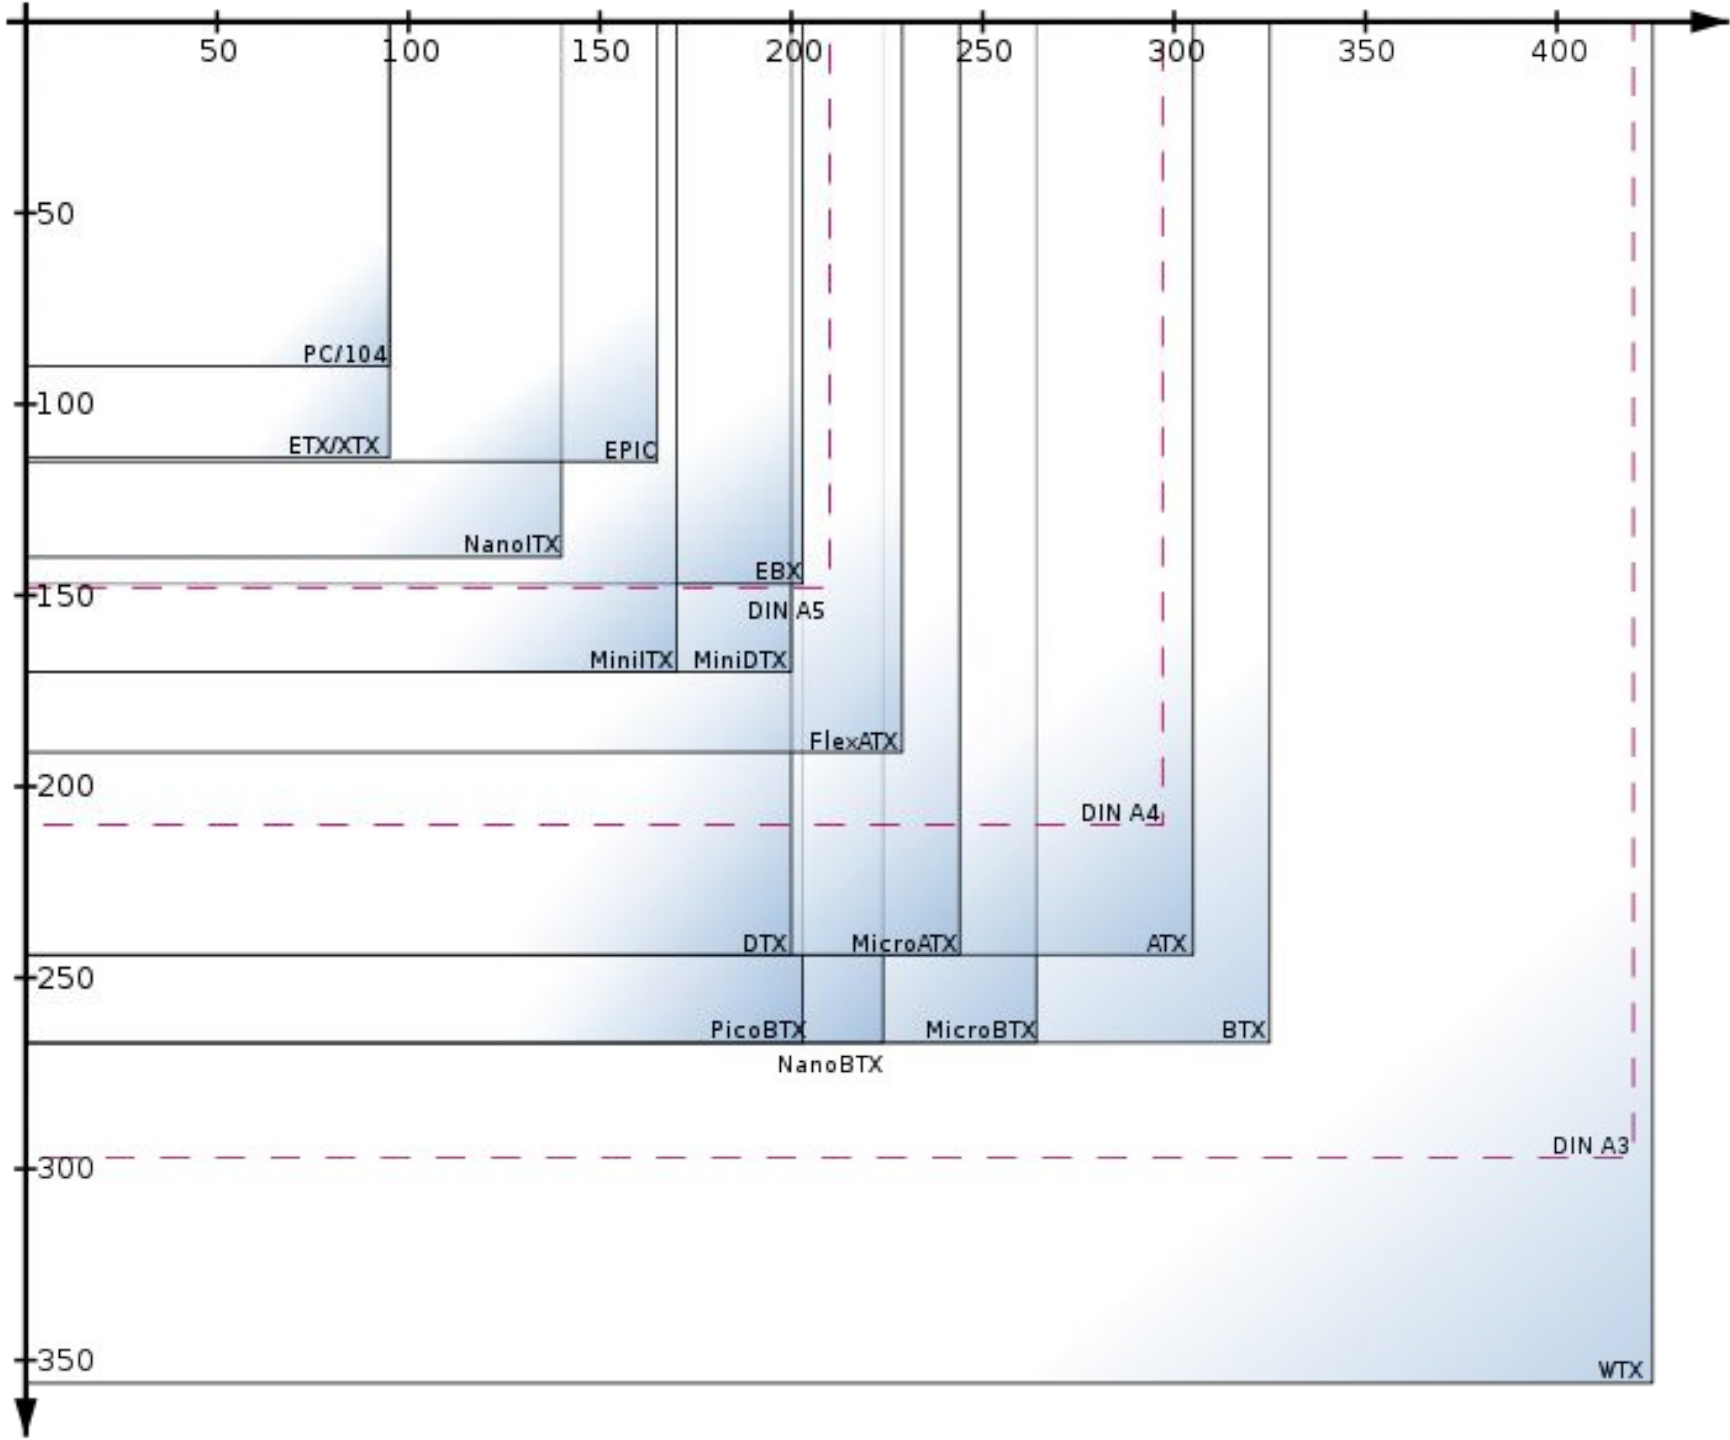 50 100 150 200 250 300 350 400
50
PC/104
100
ETX/XTX
EPIC
NanoITX
EBX
150
DIN A5
MiniITX MiniDTX
FlexATX
200
DIN A4
DTX MicroATX ATX
250
PicoBTX MicroBTX BTX
NanoBTX
DIN A3
300
350
WTX